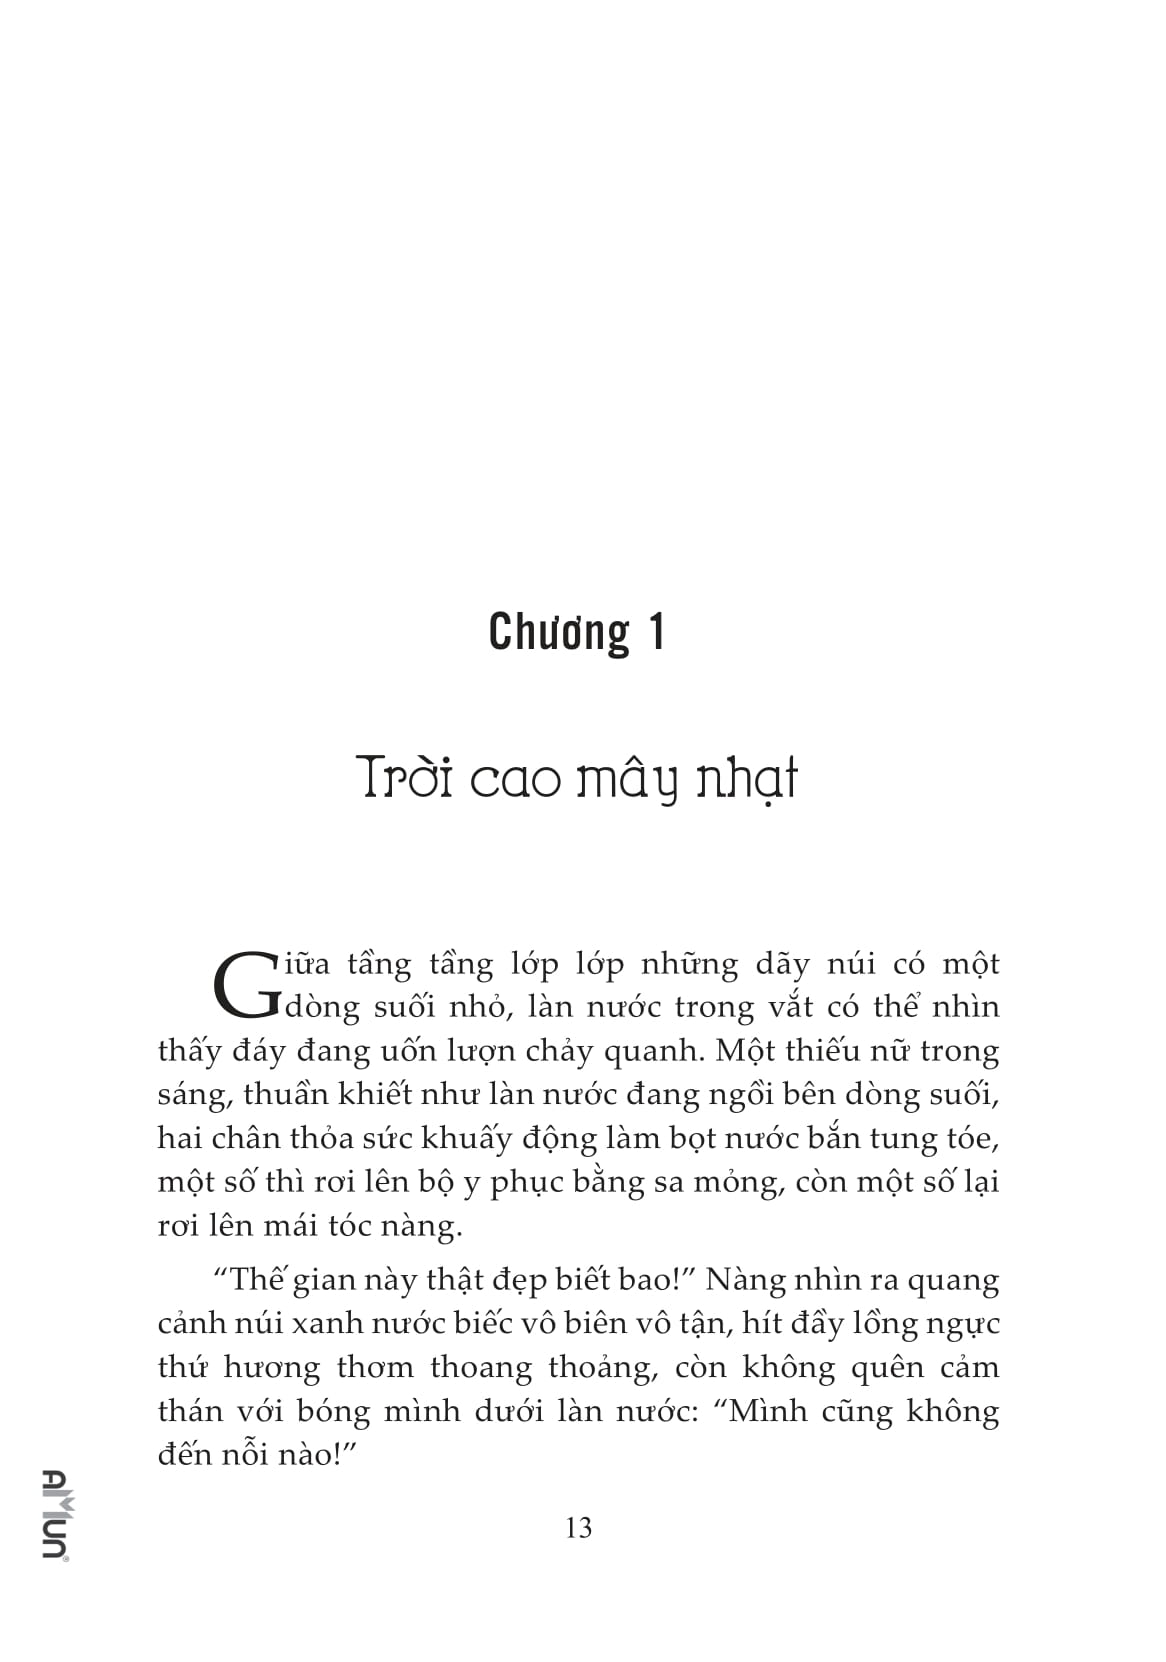 Chương 1
Trời cao mây nhạt
Giữa tầng tầng lớp lớp những dãy núi có một
dòng suối nhỏ, làn nước trong vắt có thể nhìn
thấy đáy đang uốn lượn chảy quanh. Một thiếu nữ trong
sáng, thuần khiết như làn nước đang ngồi bên dòng suối,
hai chân thỏa sức khuấy động làm bọt nước bắn tung tóe,
một số thì rơi lên bộ y phục bằng sa mỏng, còn một số lại
rơi lên mái tóc nàng.
“Thế gian này thật đẹp biết bao!” Nàng nhìn ra quang
cảnh núi xanh nước biếc vô biên vô tận, hít đầy lồng ngực
thứ hương thơm thoang thoảng, còn không quên cảm
thán với bóng mình dưới làn nước: “Mình cũng không
đến nỗi nào!”
AMUN®
13